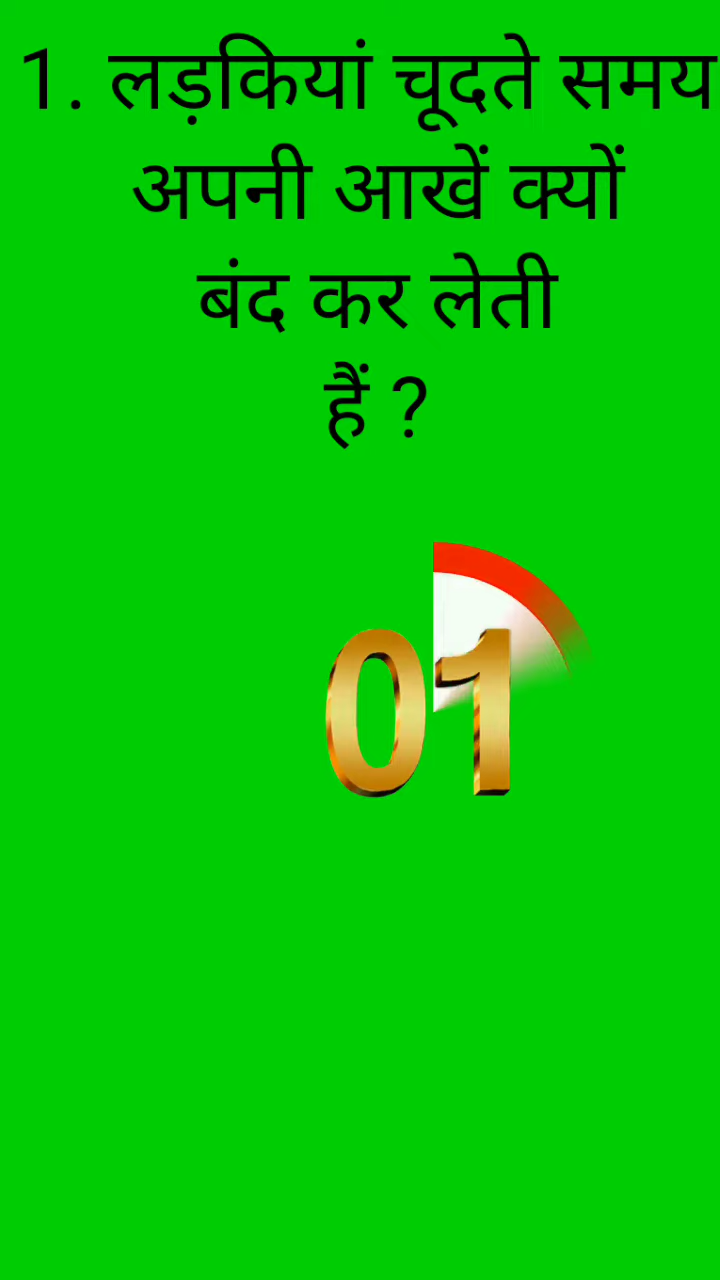 1. लड़कियां चूदते समय
अपनी आखें क्यों
बंद कर लेती
हैं ?
01